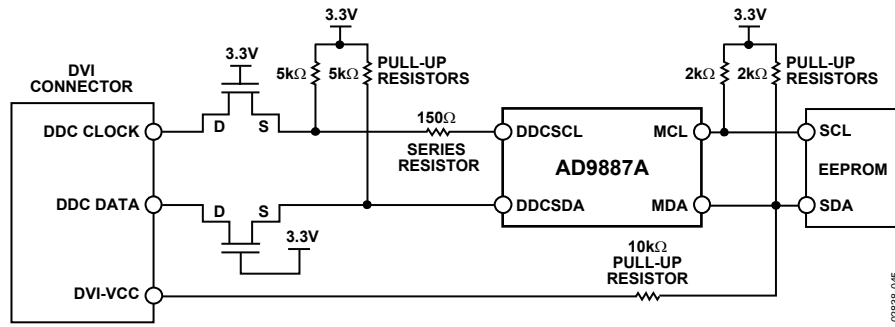 3.3V
3.3V
3.3V
DVI
CONNECTOR
5kΩ
5kΩ
PULL-UP
RESISTORS
2kΩ
2kΩ
PULL-UP
RESISTORS
DDC CLOCK
D
S
150Ω
SERIES
RESISTOR
DDCSCL
MCL
SCL
AD9887A
EEPROM
DDC DATA
D
S
DDCSDA
MDA
SDA
3.3V
10kΩ
PULL-UP
RESISTOR
DVI-VCC
02838-045